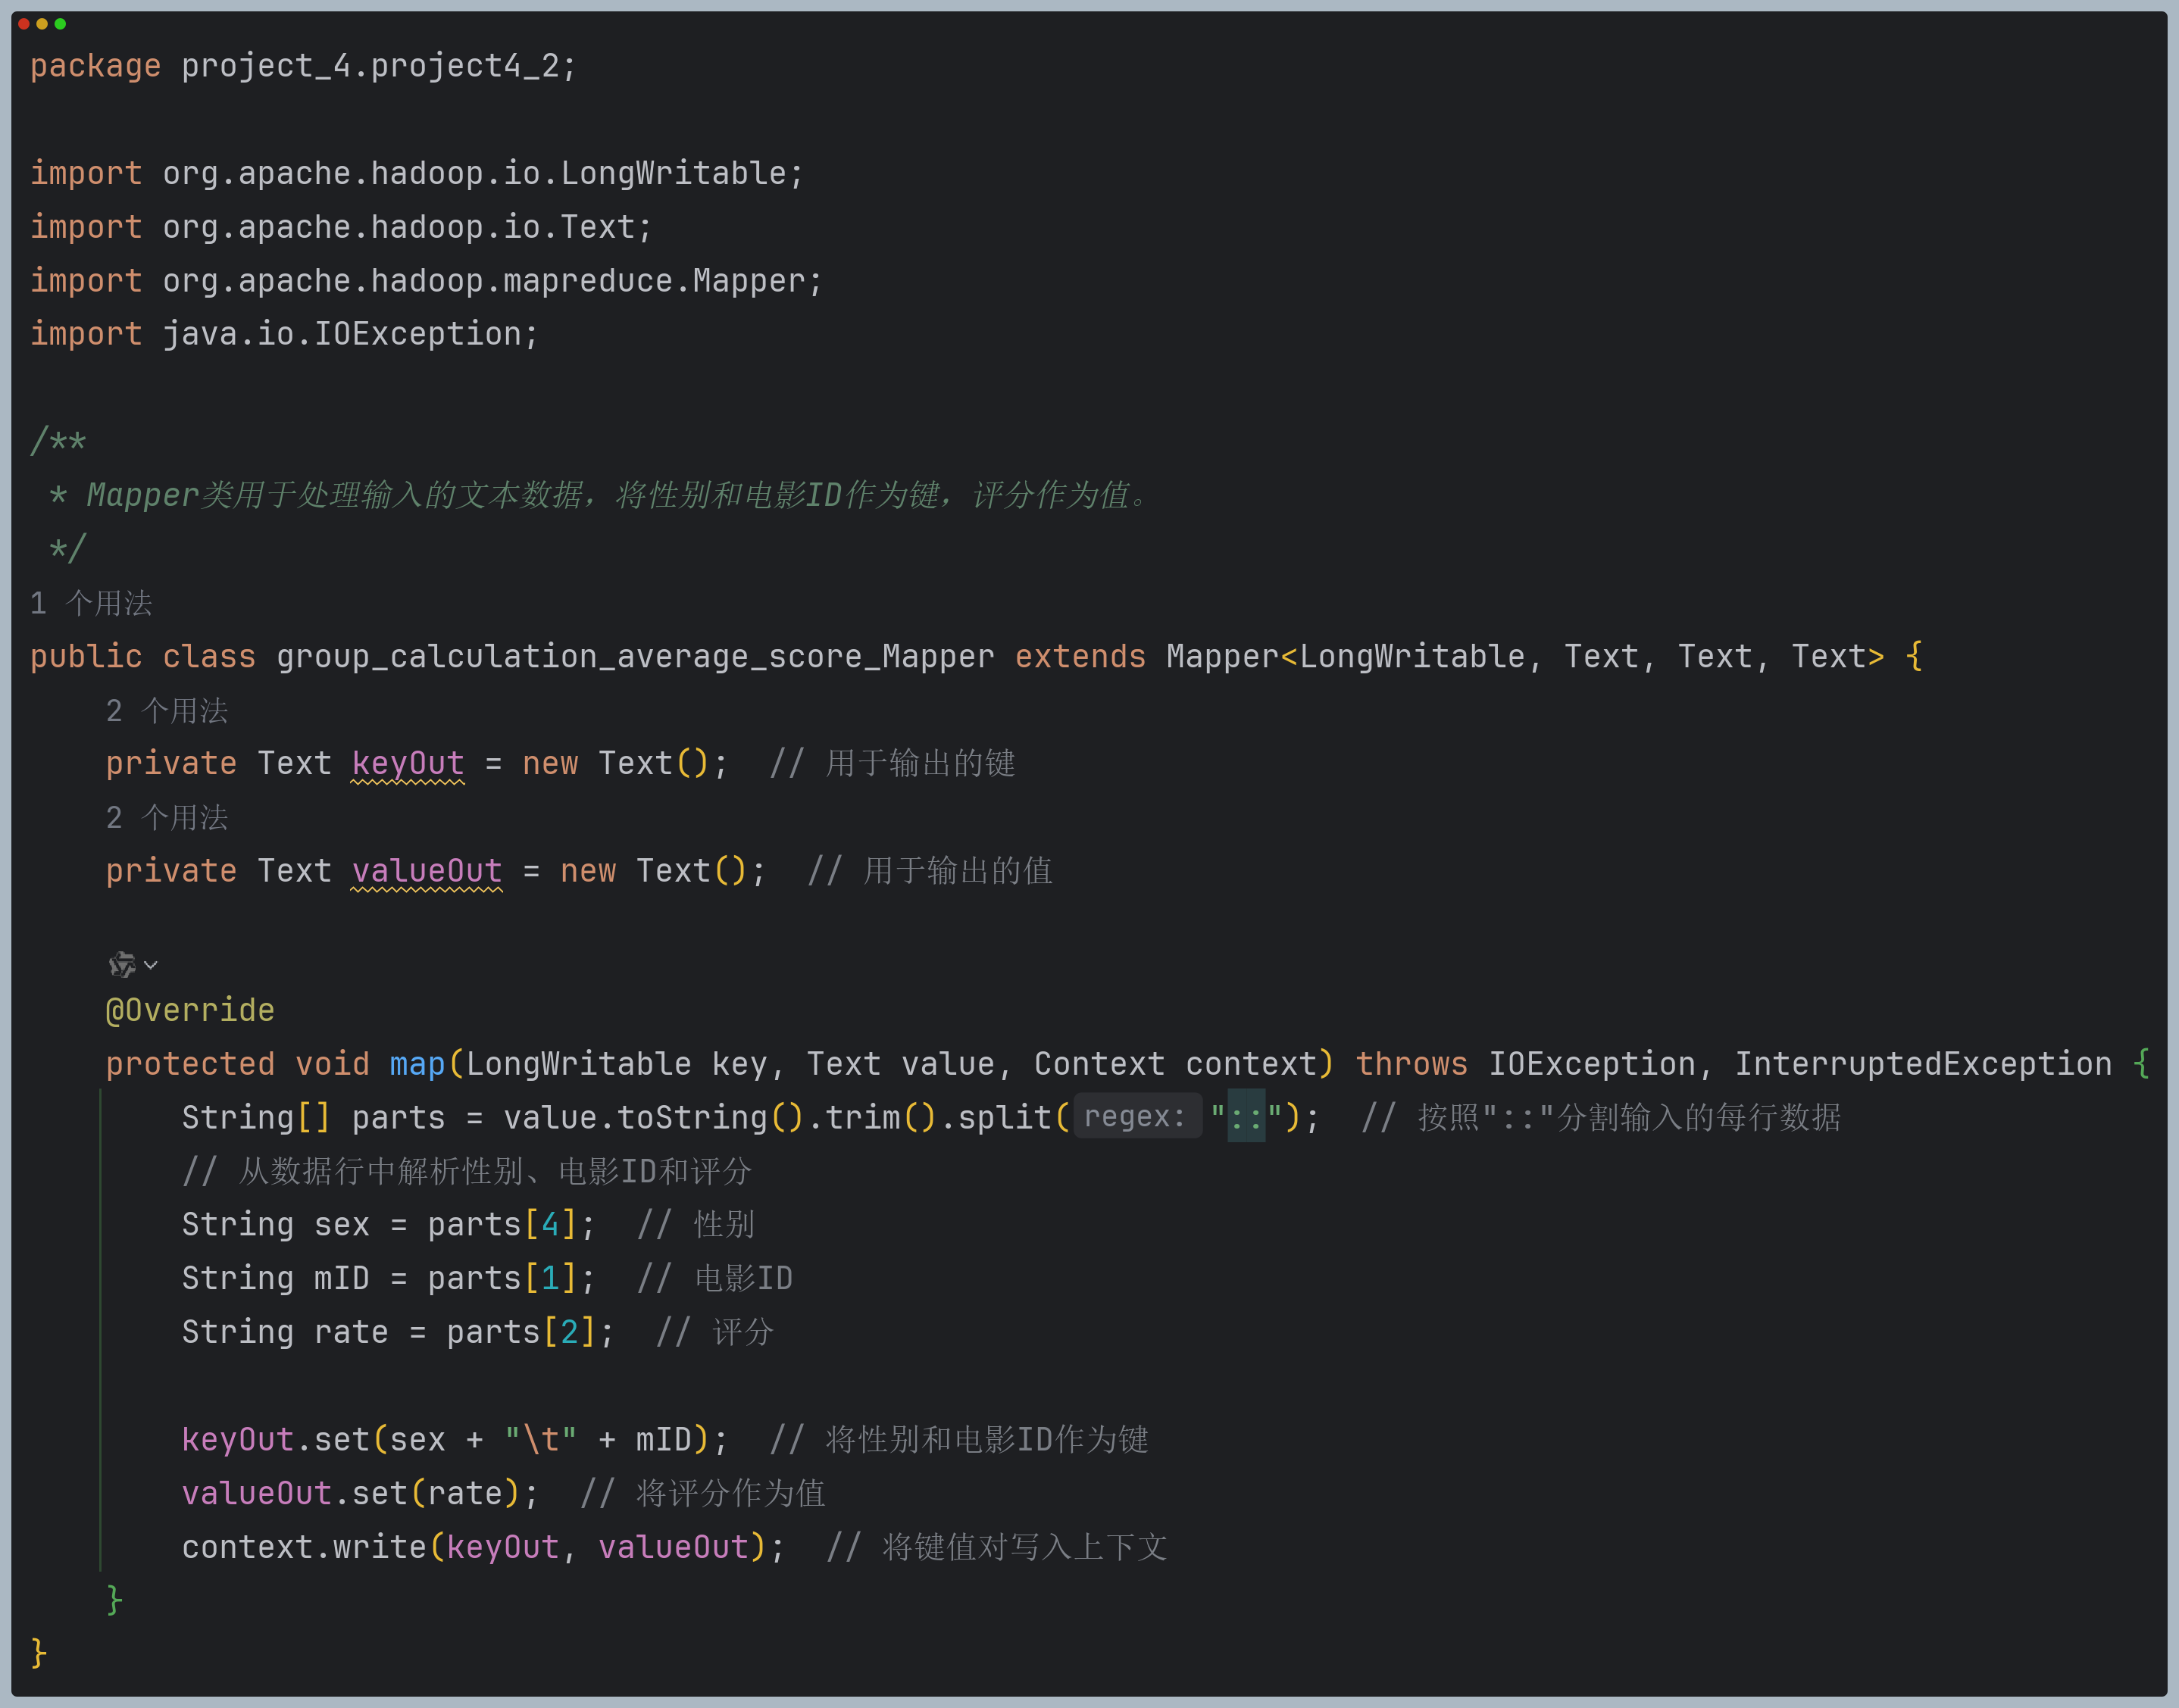 package project_4.project4_2;
import org.apache.hadoop.io.LongWritable;
import org.apache.hadoop.io.Text;
import org.apache.hadoop.mapreduce.Mapper;
import java.io.IOException;
/**
 * Mapper类用于处理输入的文本数据，将性别和电影ID作为键，评分作为值。
 */
1 个用法
public class group_calculation_average_score_Mapper extends Mapper<LongWritable, Text, Text, Text> {
    2 个用法
    private Text keyOut = new Text();  // 用于输出的键
    2 个用法
    private Text valueOut = new Text();  // 用于输出的值
    @Override
    protected void map(LongWritable key, Text value, Context context) throws IOException, InterruptedException {
        String[] parts = value.toString().trim().split( regex: "::");  // 按照"::"分割输入的每行数据
        // 从数据行中解析性别、电影ID和评分
        String sex = parts[4];  // 性别
        String mID = parts[1];  // 电影ID
        String rate = parts[2];  // 评分
        keyOut.set(sex + "\t" + mID);  // 将性别和电影ID作为键
        valueOut.set(rate);  // 将评分作为值
        context.write(keyOut, valueOut);  // 将键值对写入上下文
    }
}